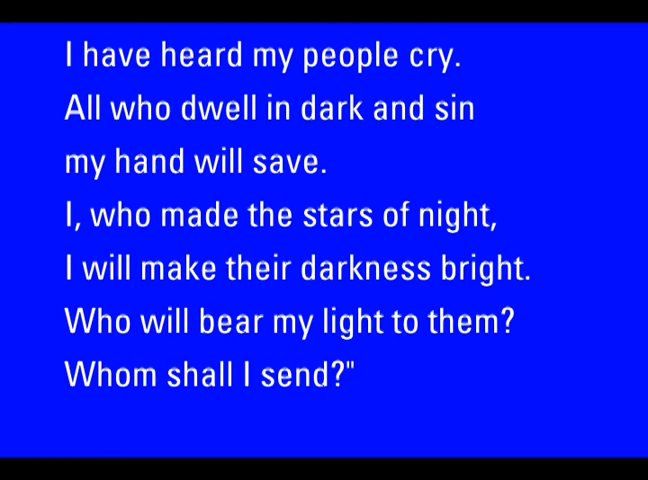 I have heard my people cry.
All who dwell in dark and sin
my hand will save.
I, who made the stars of night,
I will make their darkness bright.
Who will bear my light to them?
Whom shall I send?"